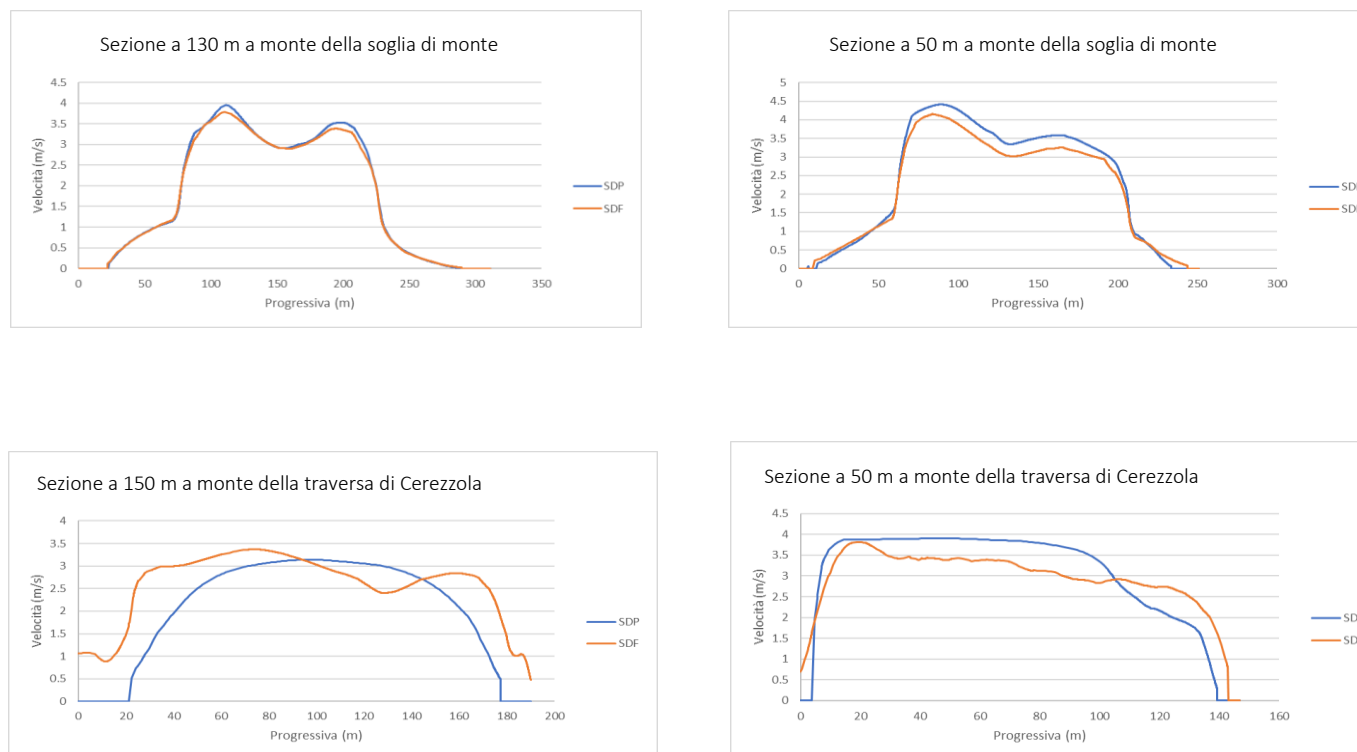 Sezione a 130 m a monte della soglia di monte
4.5
4
3.5
3
2.5
2
1.5
1
0.5
0
Velocità (m/s)
0 50 100 150 200 250 300 350
Progressiva (m)
SDP
SDF
Sezione a 50 m a monte della soglia di monte
5
4.5
4
3.5
3
2.5
2
1.5
1
0.5
0
Velocità (m/s)
0 50 100 150 200 250 300
Progressiva (m)
Sezione a 150 m a monte della traversa di Cerezzola
4
3.5
3
2.5
2
1.5
1
0.5
0
Velocità (m/s)
0 20 40 60 80 100 120 140 160 180 200
Progressiva (m)
SDP
SDF
Sezione a 50 m a monte della traversa di Cerezzola
4.5
4
3.5
3
2.5
2
1.5
1
0.5
0
Velocità (m/s)
0 20 40 60 80 100 120 140 160
Progressiva (m)
SD
SD